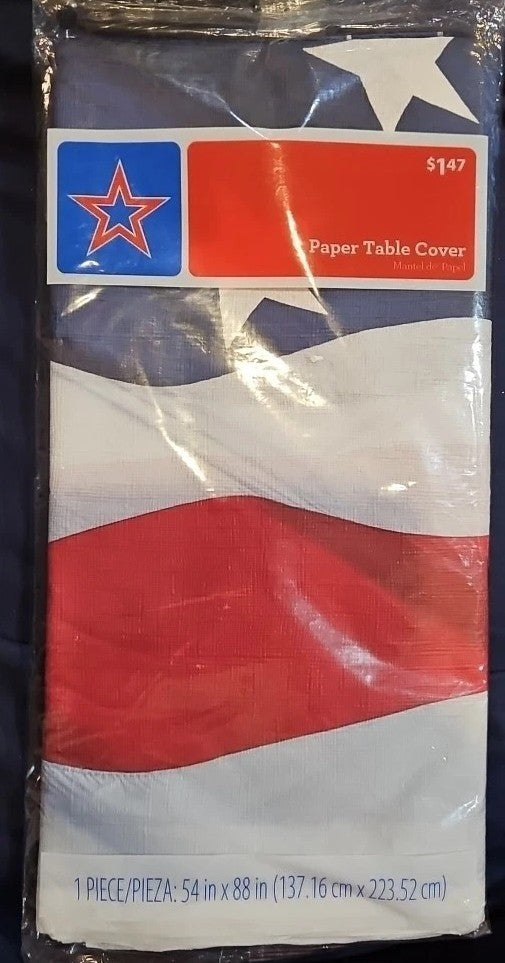 $1.47
Paper Table Cover
Mantel de Papel
1 PIECE/PIEZA: 54 in x 88 in (137.16 cm x 223.52 cm)